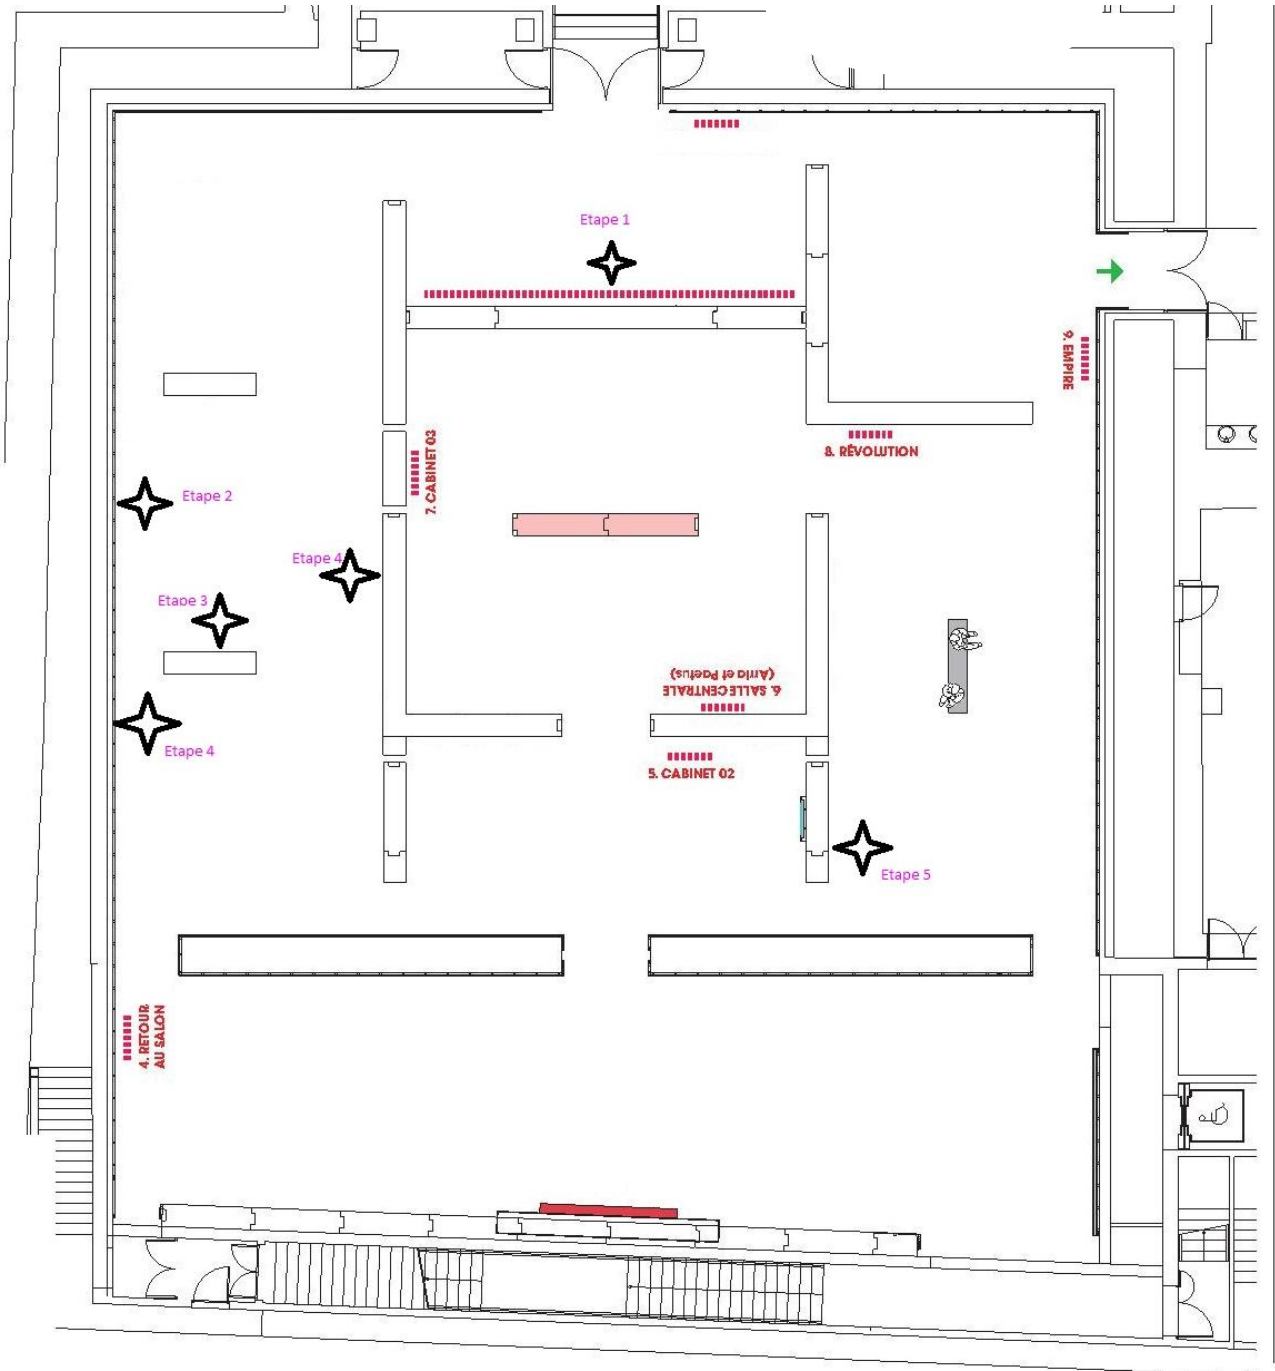 Etape 1
9. EMPIRE
7. CABINET 03
8. RÉVOLUTION
Etape 2
Etape 4
Etape 3
6. SALLE CENTRALE
(Arria et Paetus)
Etape 4
5. CABINET 02
Etape 5
4. RETOUR
AU SALON